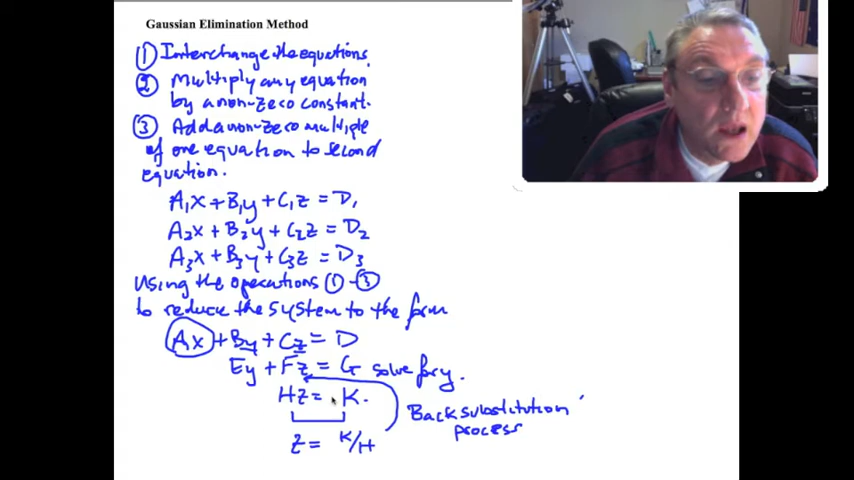 Gaussian Elimination Method
① Interchange the equations.
② Multiply any equation
by a non-zero constant.
③ Add a non-zero multiple
of one equation to second
equation.
A₁x + B₁y + C₁z = D₁
A₂x + B₂y + C₂z = D₂
A₃x + B₃y + C₃z = D₃
Using the operations ① - ③
to reduce the system to the form
Ax + By + Cz = D
Ey + Fz = G solve for y.
Hz = K.
Back substitution
process
z = K/H